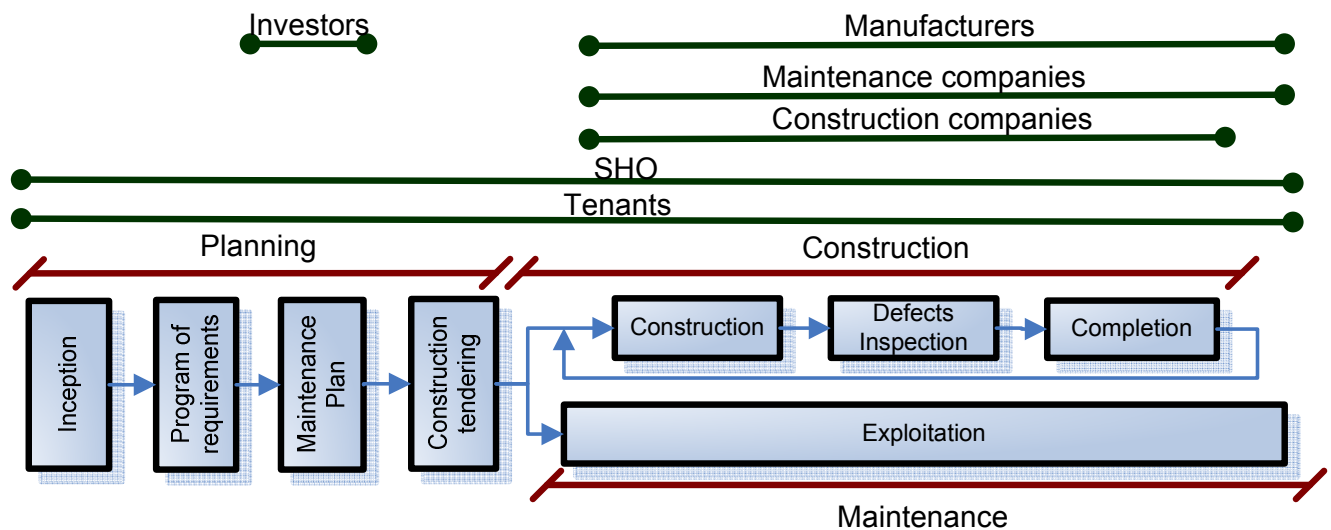 Investors
Manufacturers
Maintenance companies
Construction companies
SHO
Tenants
Planning
Construction
Inception
Program of
requirements
Maintenance
Plan
Construction
tendering
Construction
Defects
Inspection
Completion
Exploitation
Maintenance